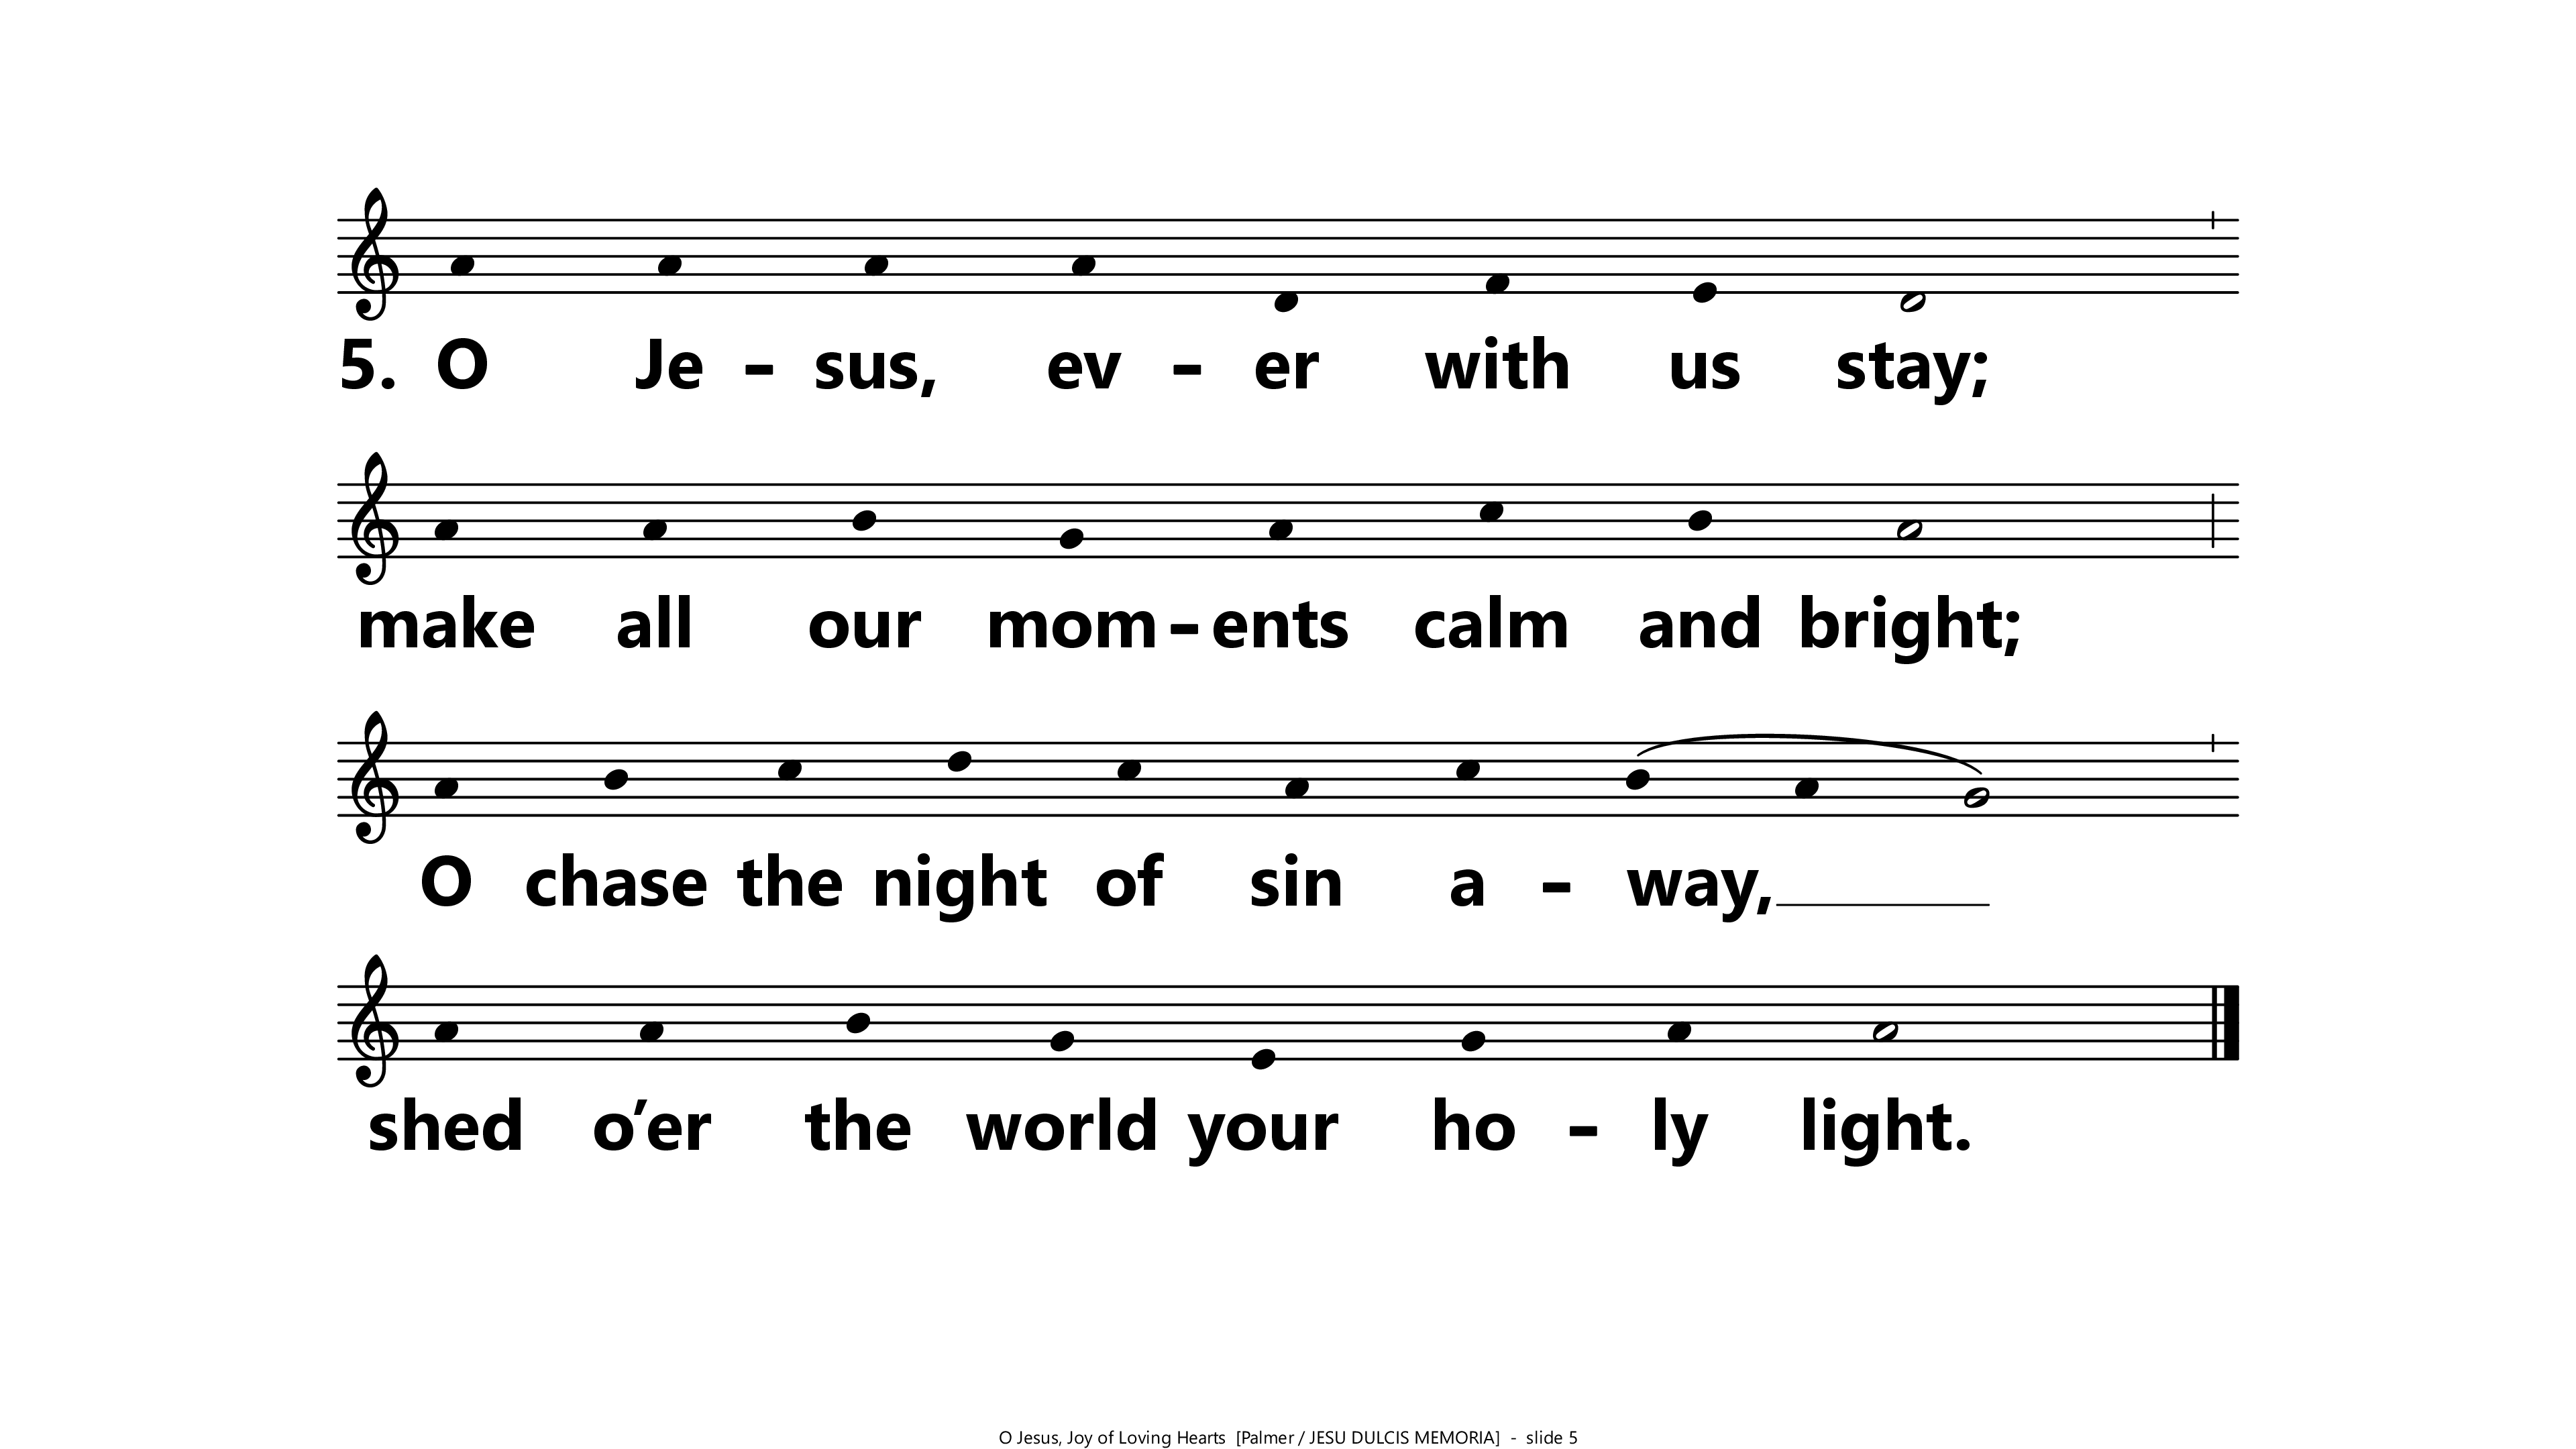 5. O Je - sus, ev - er with us stay;
make all our mom - ents calm and bright;
O chase the night of sin a - way,
shed o’er the world your ho - ly light.
O Jesus, Joy of Loving Hearts [Palmer / JESU DULCIS MEMORIA] - slide 5